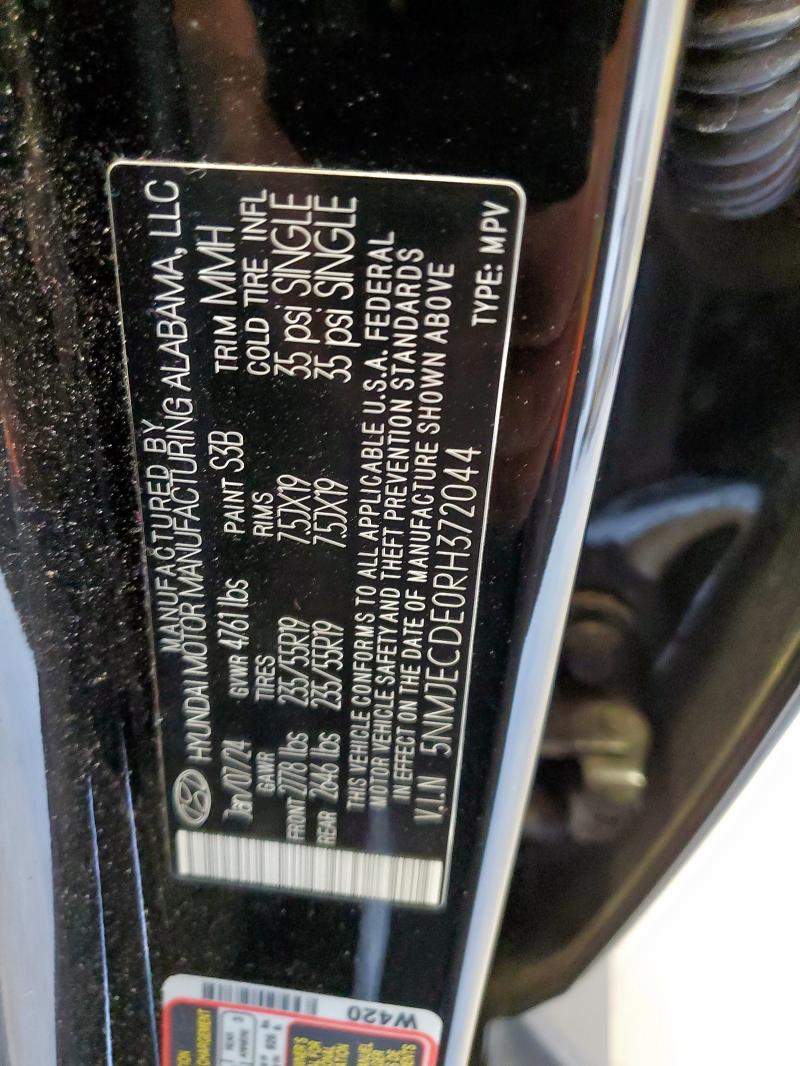 MANUFACTURED BY
HYUNDAI MOTOR MANUFACTURING ALABAMA, LLC
Jan/07/24 GVWR 4761 lbs PAINT S3B TRIM MMH
GAWR TIRES RIMS COLD TIRE INFL
FRONT 2778 lbs 235/55R19 7.5JX19 35 psi SINGLE
REAR 2646 lbs 235/55R19 7.5JX19 35 psi SINGLE
THIS VEHICLE CONFORMS TO ALL APPLICABLE U.S.A. FEDERAL
MOTOR VEHICLE SAFETY AND THEFT PREVENTION STANDARDS
IN EFFECT ON THE DATE OF MANUFACTURE SHOWN ABOVE
V.I.N 5NMJECDE0RH372044
TYPE: MPV
W420